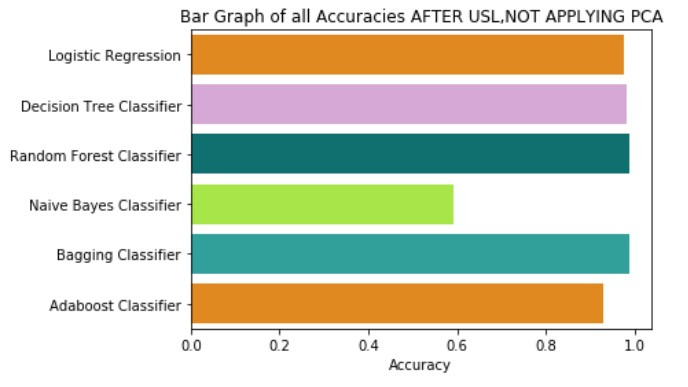 Bar Graph of all Accuracies AFTER USL,NOT APPLYING PCA
Logistic Regression
Decision Tree Classifier
Random Forest Classifier
Naive Bayes Classifier
Bagging Classifier
Adaboost Classifier
0.0 0.2 0.4 0.6 0.8 1.0
Accuracy